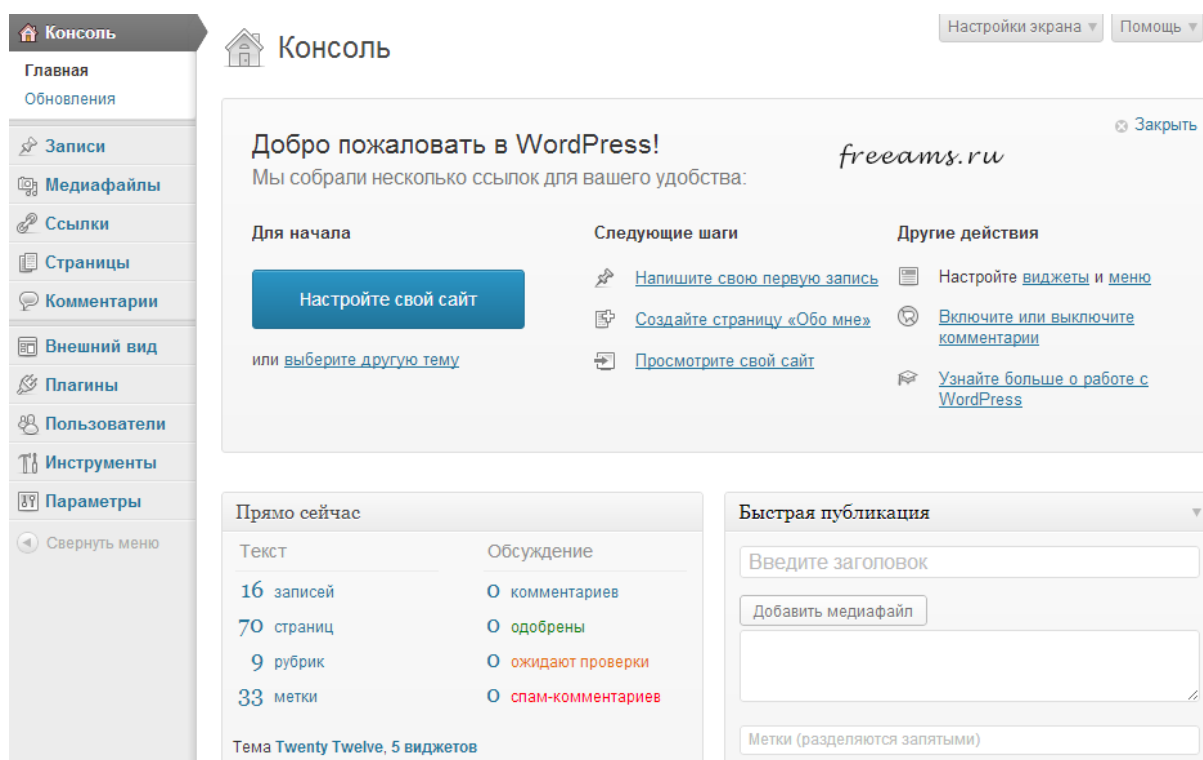 Консоль
Главная
Обновления
Записи
Медиафайлы
Ссылки
Страницы
Комментарии
Внешний вид
Плагины
Пользователи
Инструменты
Параметры
Свернуть меню
Настройки экрана
Помощь
Консоль
Закрыть
Добро пожаловать в WordPress!
freeams.ru
Мы собрали несколько ссылок для вашего удобства:
Для начала
Настройте свой сайт
или выберите другую тему
Следующие шаги
Напишите свою первую запись
Создайте страницу «Обо мне»
Просмотрите свой сайт
Другие действия
Настройте виджеты и меню
Включите или выключите
комментарии
Узнайте больше о работе с
WordPress
Прямо сейчас
Текст
16 записей
70 страниц
9 рубрик
33 метки
Обсуждение
0 комментариев
0 одобрены
0 ожидают проверки
0 спам-комментариев
Тема Twenty Twelve, 5 виджетов
Быстрая публикация
Введите заголовок
Добавить медиафайл
Метки (разделяются запятыми)